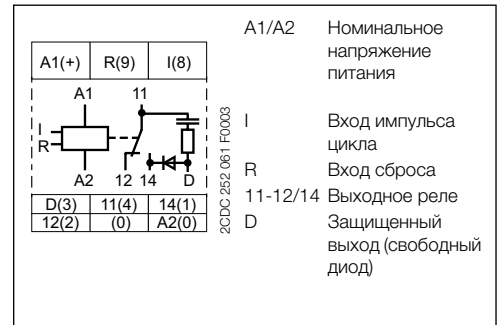 A1(+) R(9) I(8)
A1 11
I
R
A2 12 14 D
D(3) 11(4) 14(1)
12(2) (0) A2(0)
2CDC 252 061 F0003
A1/A2 Номинальное
напряжение
питания
I Вход импульса
цикла
R Вход сброса
11-12/14 Выходное реле
D Защищенный
выход (свободный
диод)